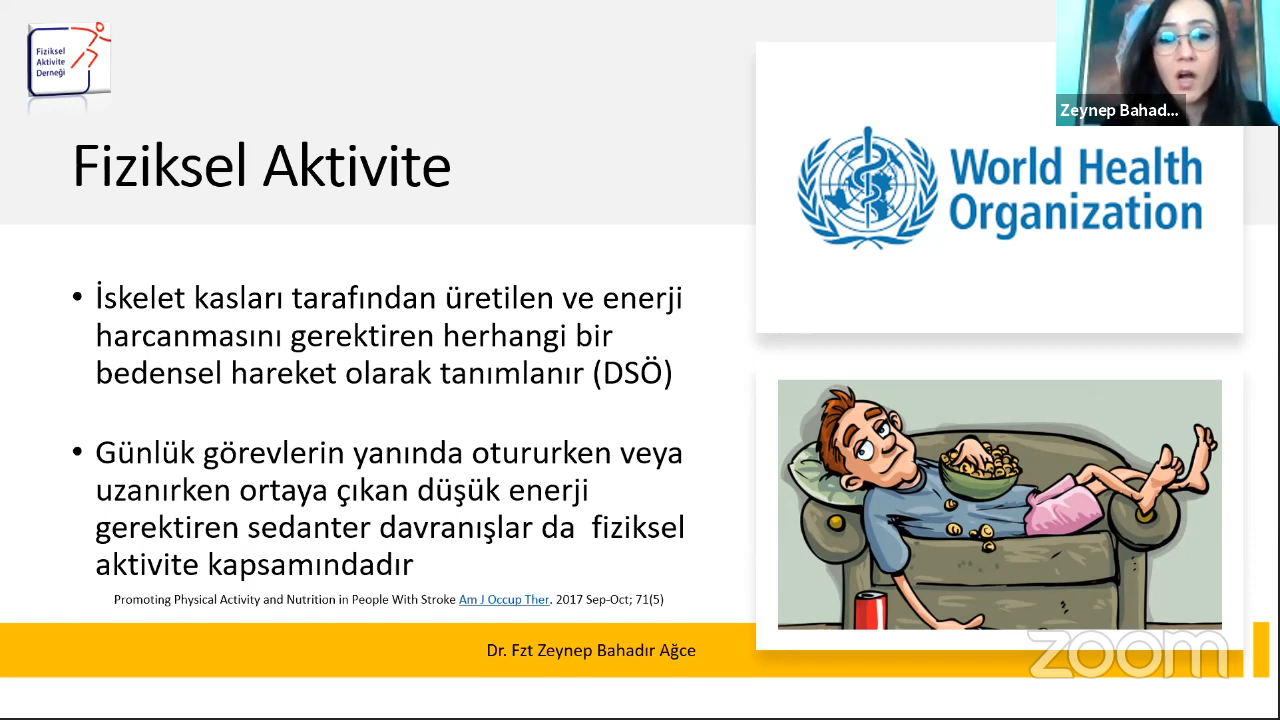 Fiziksel
Aktivite
Derneği
Zeynep Bahad...
Fiziksel Aktivite
World Health
Organization
• İskelet kasları tarafından üretilen ve enerji
harcanmasını gerektiren herhangi bir
bedensel hareket olarak tanımlanır (DSÖ)
• Günlük görevlerin yanında otururken veya
uzanırken ortaya çıkan düşük enerji
gerektiren sedanter davranışlar da fiziksel
aktivite kapsamındadır
Promoting Physical Activity and Nutrition in People With Stroke Am J Occup Ther. 2017 Sep-Oct; 71(5)
Dr. Fzt Zeynep Bahadır Ağce
zoom